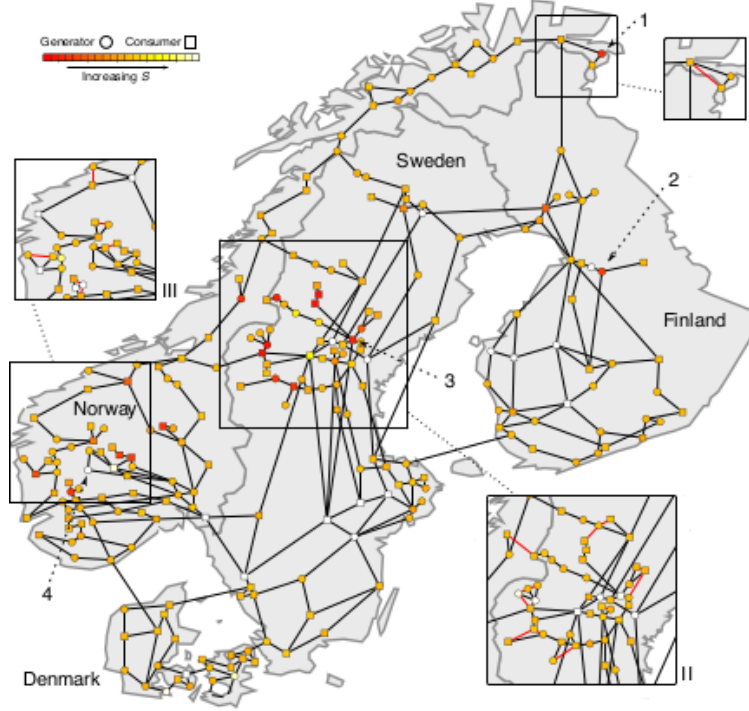 1
Generator Consumer
Increasing S
Sweden
2
III
Finland
3
Norway
4
II
Denmark